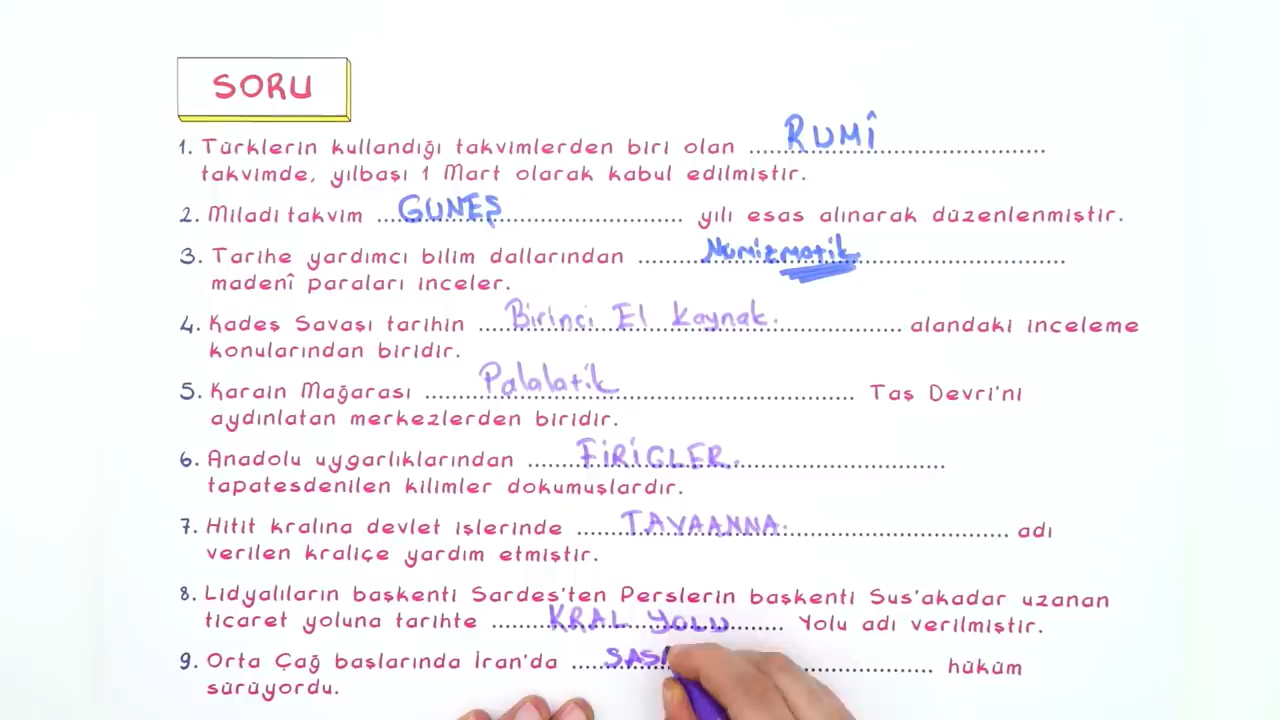 SORU
1. Türklerin kullandığı takvimlerden biri olan ..... RUMÎ .....
takvimde, yılbaşı 1 Mart olarak kabul edilmiştir.
2. Miladi takvim ..... GUNEŞ ..... yılı esas alınarak düzenlenmiştir.
3. Tarihe yardımcı bilim dallarından ..... Numizmatik .....
madenî paraları inceler.
4. Kadeş Savaşı tarihin ..... Birinci El Kaynak. ..... alandaki inceleme
konularından biridir.
5. Karain Mağarası ..... Palalatik ..... Taş Devri'ni
aydınlatan merkezlerden biridir.
6. Anadolu uygarlıklarından ..... FİRİGLER. .....
tapatesdenilen kilimler dokumuşlardır.
7. Hitit kralına devlet işlerinde ..... TAVAANNA. ..... adı
verilen kraliçe yardım etmiştir.
8. Lidyalıların başkenti Sardes'ten Perslerin başkenti Sus'akadar uzanan
ticaret yoluna tarihte ..... KRAL YOLU ..... Yolu adı verilmiştir.
9. Orta Çağ başlarında İran'da ..... SAS ..... hüküm
sürüyordu.